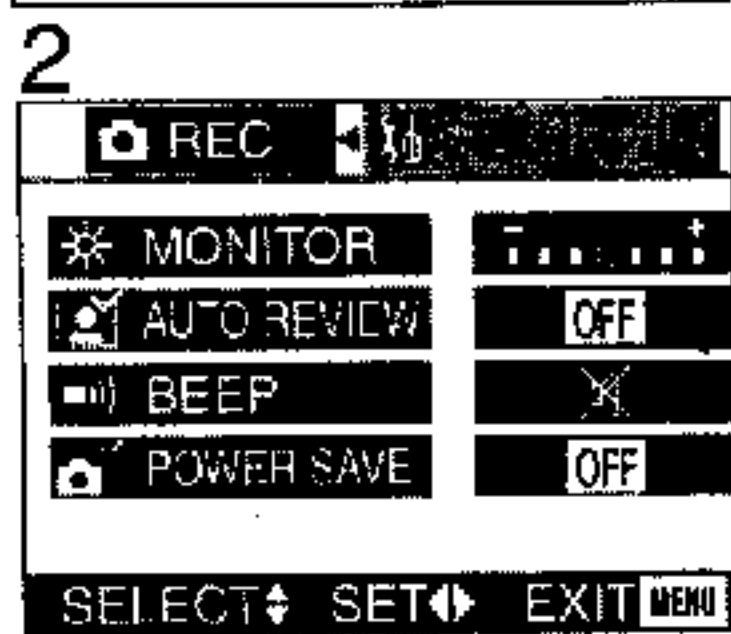 2
REC
MONITOR - +
AUTO REVIEW OFF
BEEP
POWER SAVE OFF
SELECT SET EXIT MENU